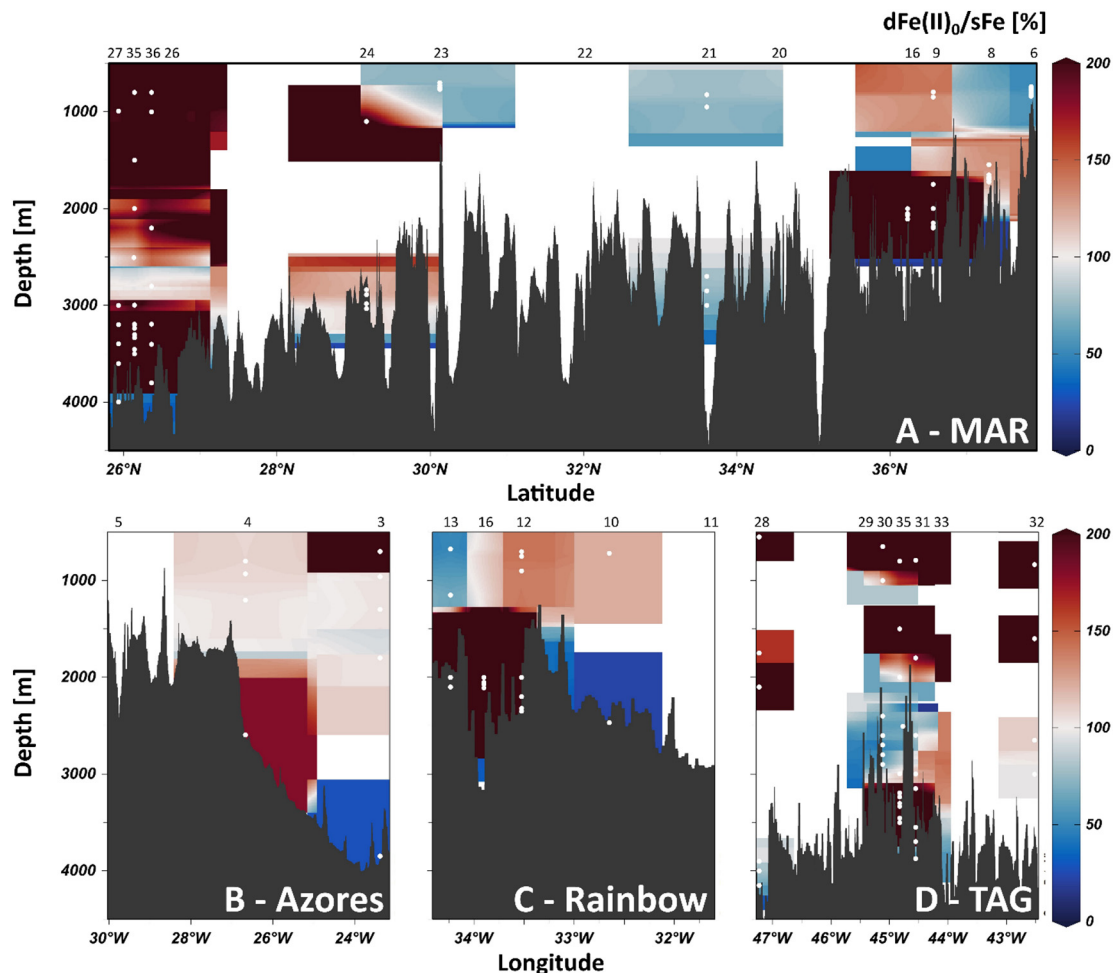 dFe(II)₀/sFe [%]
27 35 36 26 24 23 22 21 20 16 9 8 6
200
1000
150
Depth [m]
2000
100
3000
50
4000
A - MAR
0
26°N 28°N 30°N 32°N 34°N 36°N
Latitude
5 4 3 13 16 12 10 11 28 29 30 35 31 33 32
200
1000
150
Depth [m]
2000
100
3000
50
4000
B - Azores C - Rainbow D - TAG
0
30°W 28°W 26°W 24°W 34°W 33°W 32°W 47°W 46°W 45°W 44°W 43°W
Longitude